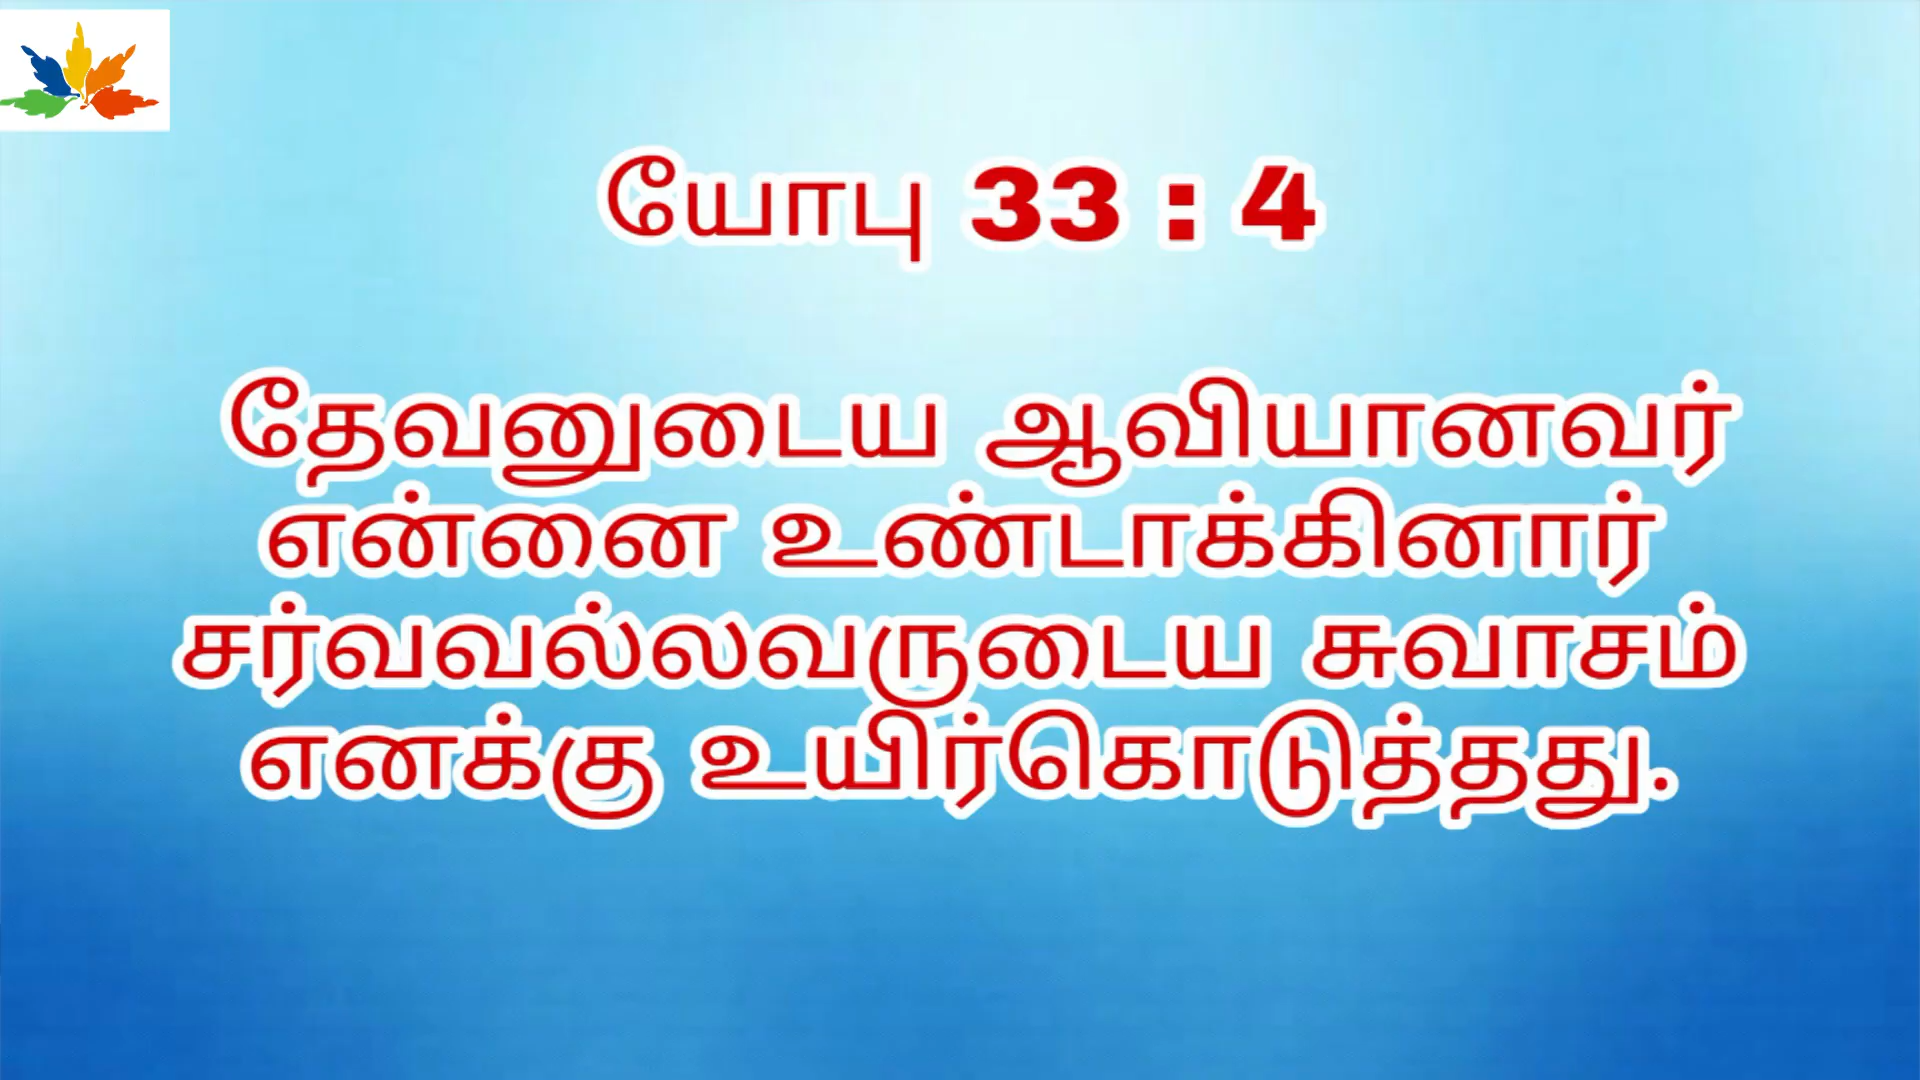 யோபு 33 : 4
தேவனுடைய ஆவியானவர்
என்னை உண்டாக்கினார்
சர்வவல்லவருடைய சுவாசம்
எனக்கு உயிர்கொடுத்தது.